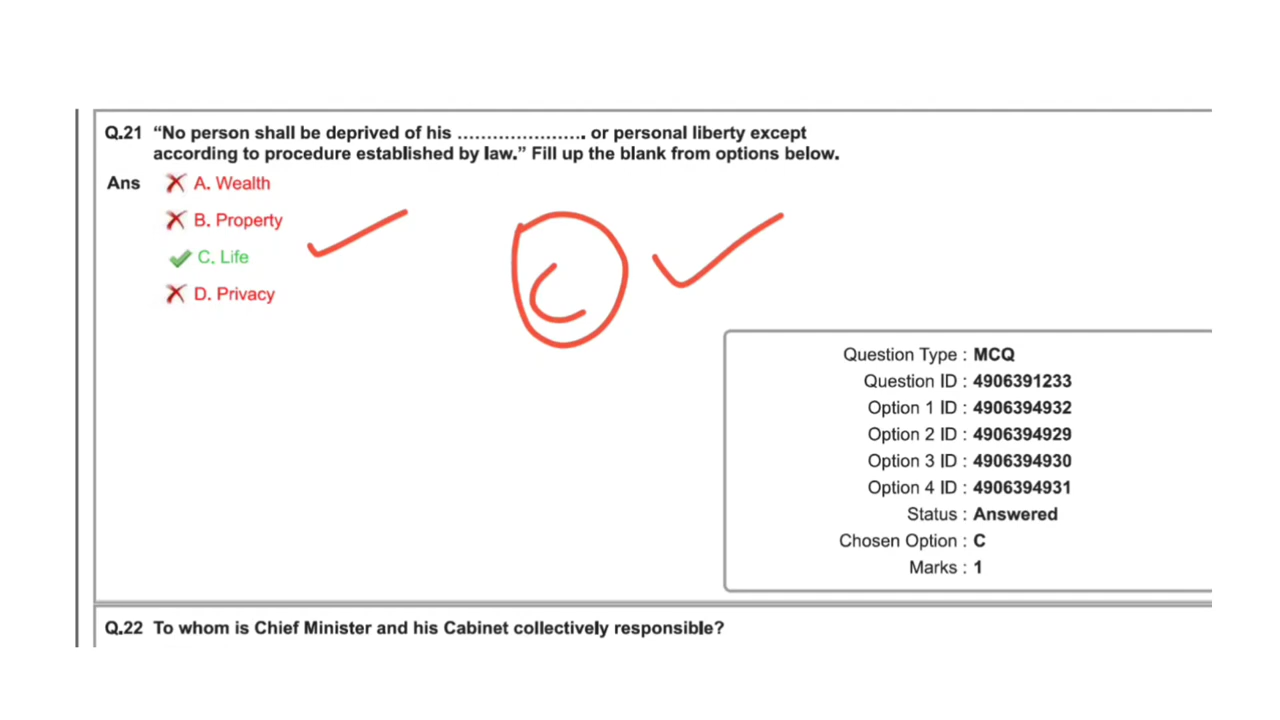 Q.21 “No person shall be deprived of his ...................... or personal liberty except
according to procedure established by law.” Fill up the blank from options below.
Ans A. Wealth
B. Property
C. Life
D. Privacy
C
Question Type : MCQ
Question ID : 4906391233
Option 1 ID : 4906394932
Option 2 ID : 4906394929
Option 3 ID : 4906394930
Option 4 ID : 4906394931
Status : Answered
Chosen Option : C
Marks : 1
Q.22 To whom is Chief Minister and his Cabinet collectively responsible?